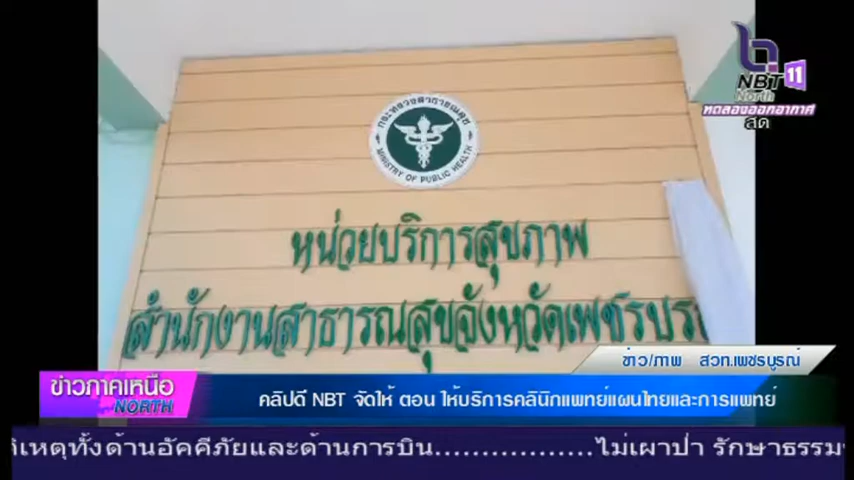 NBT 11
North
ทดลองออกอากาศ
สด
กระทรวงสาธารณสุข
MINISTRY OF PUBLIC HEALTH
หน่วยบริการสุขภาพ
สำนักงานสาธารณสุขจังหวัดเพชรบูร
ข่าว/ภาพ สวท.เพชรบูรณ์
ข่าวภาคเหนือ
NORTH
คลิปดี NBT จัดให้ ตอน ให้บริการคลินิกแพทย์แผนไทยและการแพทย์
ติเหตุทั้งด้านอัคคีภัยและด้านการบิน.................ไม่เผาป่า รักษาธรรม